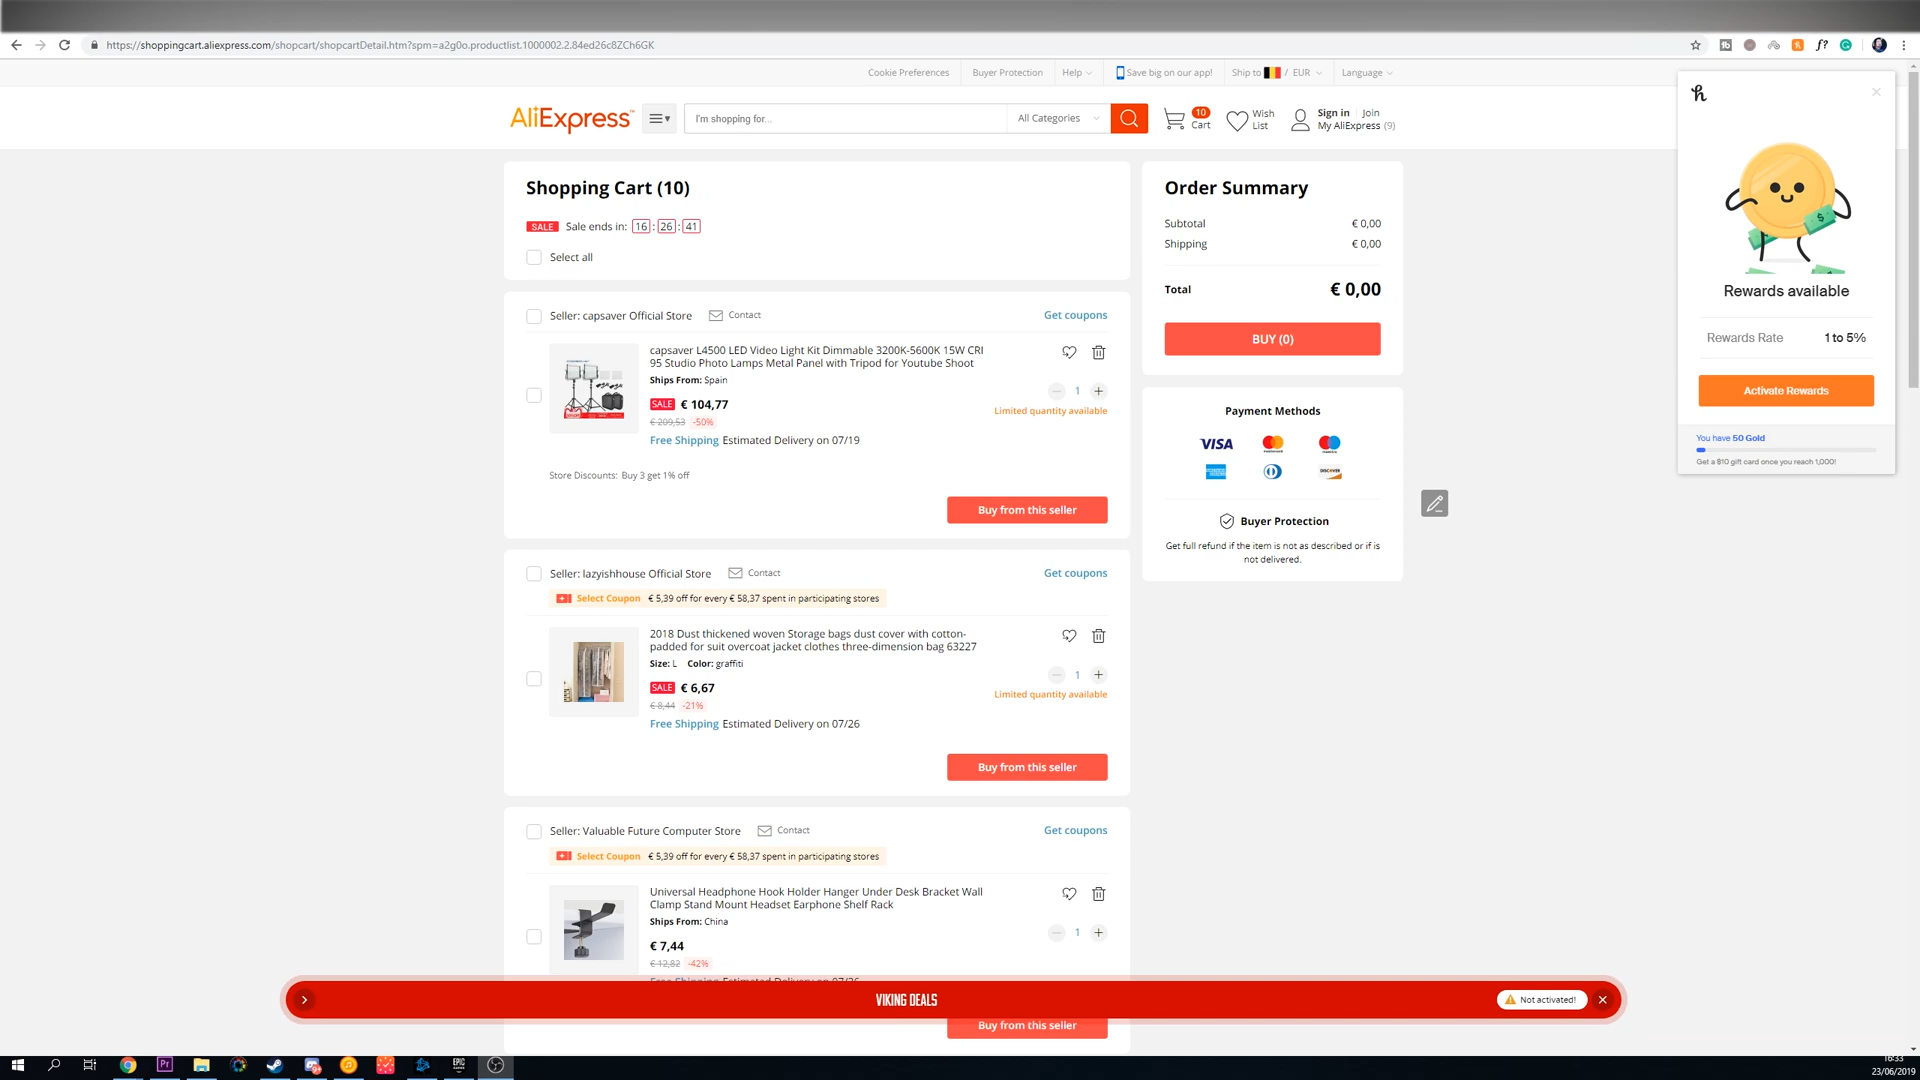 https://shoppingcart.aliexpress.com/shopcart/shopcartDetail.htm?spm=a2g0o.productlist.1000002.2.84ed26c8ZCh6GK
Cookie Preferences
Buyer Protection
Help
Save big on our app!
Ship to / EUR
Language
AliExpress™
I'm shopping for...
All Categories
10
Cart
Wish
List
Sign in Join
My AliExpress (9)
Shopping Cart (10)
SALE Sale ends in: 16 : 26 : 41
Select all
Seller: capsaver Official Store Contact Get coupons
capsaver L4500 LED Video Light Kit Dimmable 3200K-5600K 15W CRI
95 Studio Photo Lamps Metal Panel with Tripod for Youtube Shoot
Ships From: Spain
1
SALE € 104,77
Limited quantity available
€ 209,53 -50%
Free Shipping Estimated Delivery on 07/19
Store Discounts: Buy 3 get 1% off
Buy from this seller
Seller: lazyishhouse Official Store Contact Get coupons
Select Coupon € 5,39 off for every € 58,37 spent in participating stores
2018 Dust thickened woven Storage bags dust cover with cotton-
padded for suit overcoat jacket clothes three-dimension bag 63227
Size: L Color: graffiti
1
SALE € 6,67
Limited quantity available
€ 8,44 -21%
Free Shipping Estimated Delivery on 07/26
Buy from this seller
Seller: Valuable Future Computer Store Contact Get coupons
Select Coupon € 5,39 off for every € 58,37 spent in participating stores
Universal Headphone Hook Holder Hanger Under Desk Bracket Wall
Clamp Stand Mount Headset Earphone Shelf Rack
Ships From: China
1
€ 7,44
€ 12,82 -42%
Buy from this seller
Order Summary
Subtotal € 0,00
Shipping € 0,00
Total € 0,00
BUY (0)
Payment Methods
VISA
DISCOVER
Buyer Protection
Get full refund if the item is not as described or if is
not delivered.
Rewards available
Rewards Rate 1 to 5%
Activate Rewards
You have 50 Gold
Get a $10 gift card once you reach 1,000!
VIKING DEALS
Not activated!
Pr
EPIC
16:33
23/06/2019